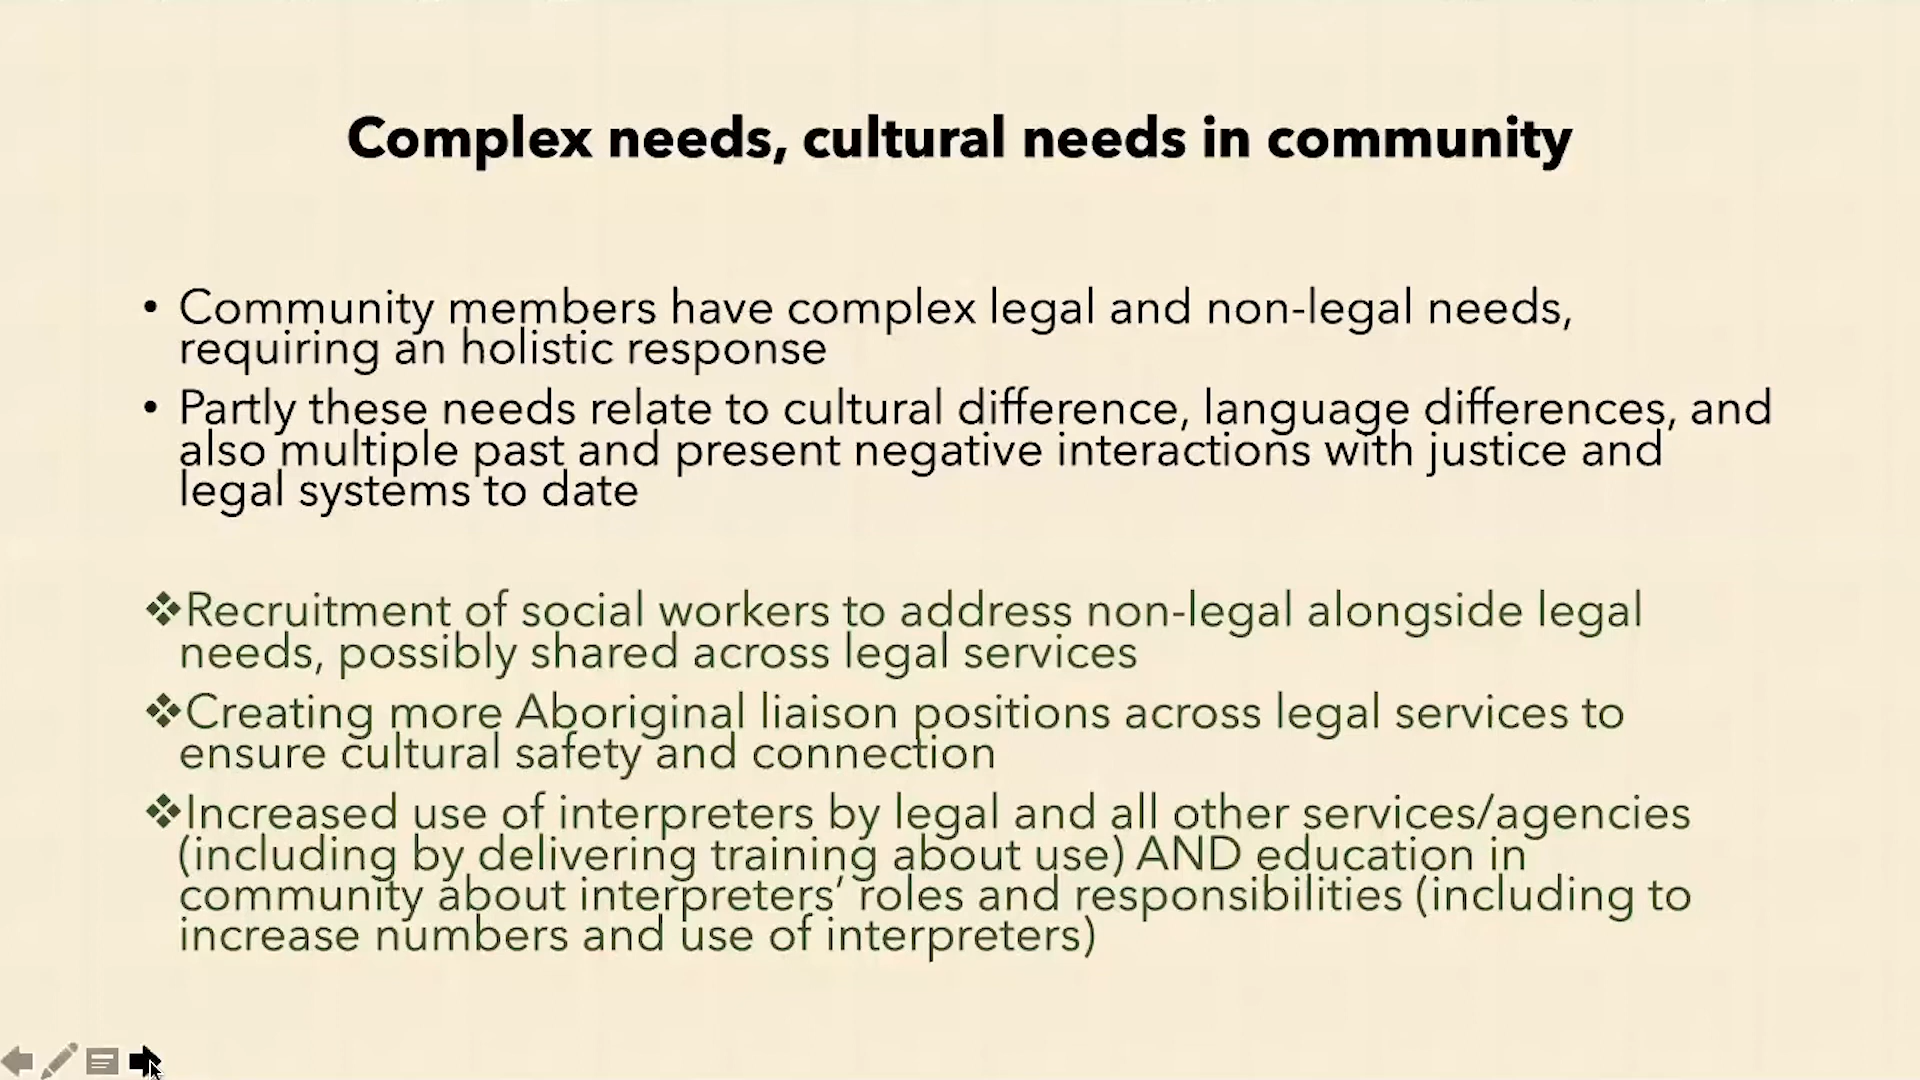 Complex needs, cultural needs in community
• Community members have complex legal and non-legal needs,
requiring an holistic response
• Partly these needs relate to cultural difference, language differences, and
also multiple past and present negative interactions with justice and
legal systems to date
❖Recruitment of social workers to address non-legal alongside legal
needs, possibly shared across legal services
❖Creating more Aboriginal liaison positions across legal services to
ensure cultural safety and connection
❖Increased use of interpreters by legal and all other services/agencies
(including by delivering training about use) AND education in
community about interpreters’ roles and responsibilities (including to
increase numbers and use of interpreters)